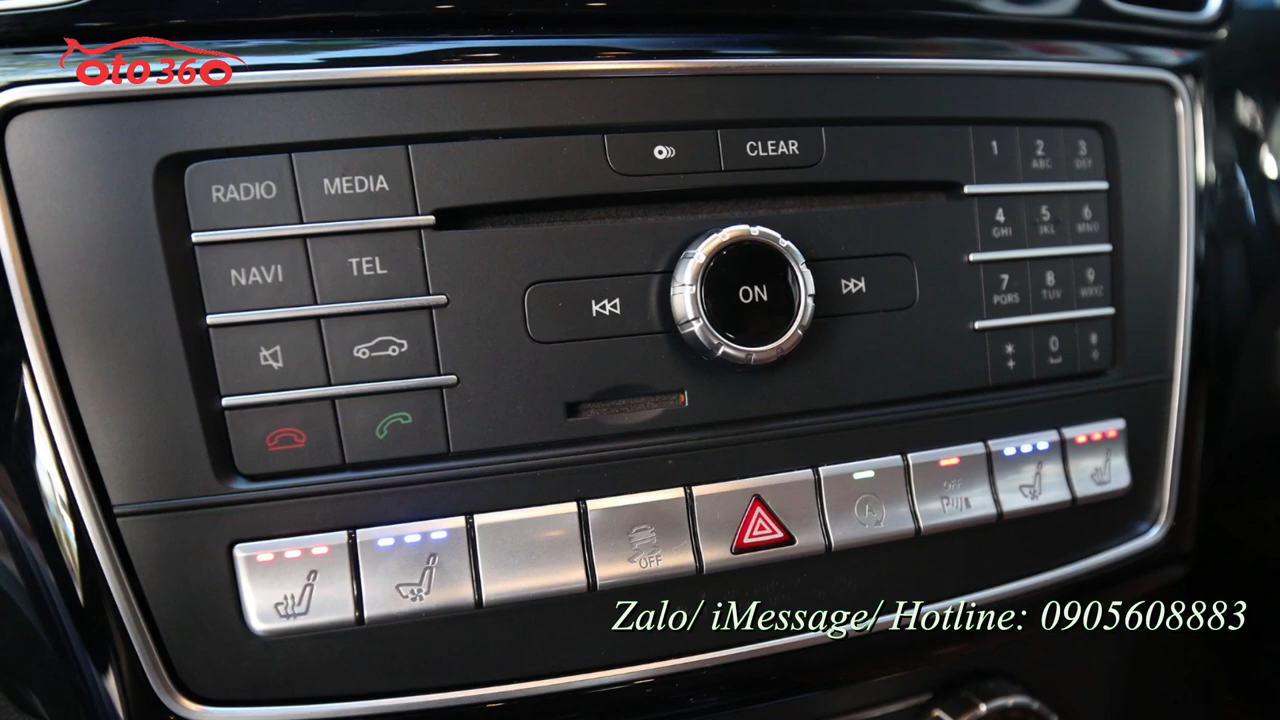 oto360
CLEAR
RADIO MEDIA
NAVI TEL
ON
1 2 ABC 3 DEF
4 GHI 5 JKL 6 MNO
7 PQRS 8 TUV 9 WXYZ
* + 0 #
OFF
OFF
A
Zalo/ iMessage/ Hotline: 0905608883